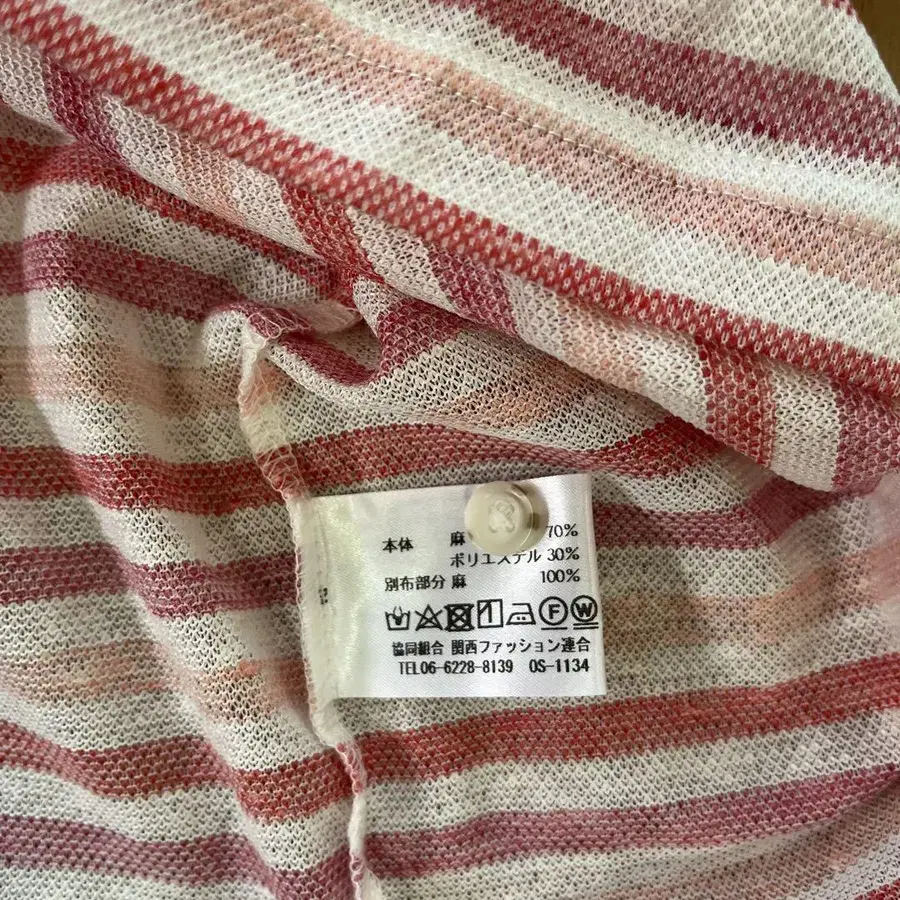 本体 麻 70%
ポリエステル 30%
別布部分 麻 100%
F W
協同組合 関西ファッション連合
TEL06-6228-8139 OS-1134